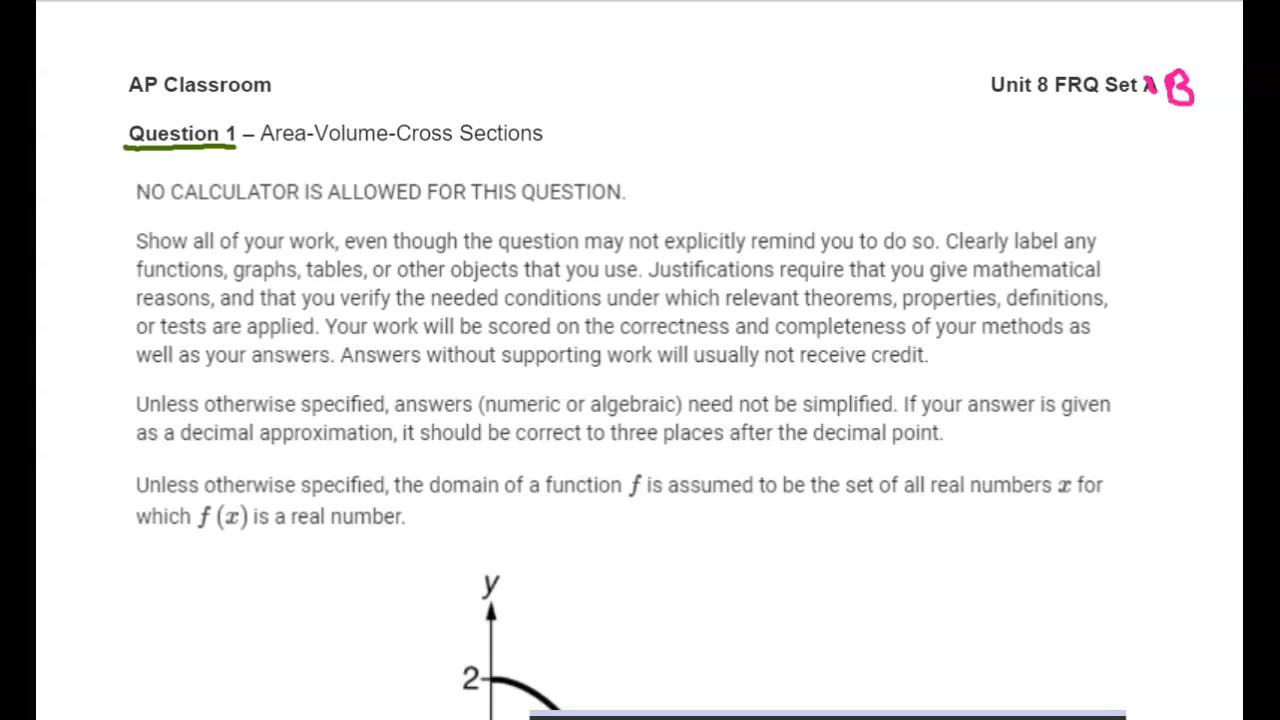 AP Classroom
Unit 8 FRQ Set A B
Question 1 – Area-Volume-Cross Sections
NO CALCULATOR IS ALLOWED FOR THIS QUESTION.
Show all of your work, even though the question may not explicitly remind you to do so. Clearly label any
functions, graphs, tables, or other objects that you use. Justifications require that you give mathematical
reasons, and that you verify the needed conditions under which relevant theorems, properties, definitions,
or tests are applied. Your work will be scored on the correctness and completeness of your methods as
well as your answers. Answers without supporting work will usually not receive credit.
Unless otherwise specified, answers (numeric or algebraic) need not be simplified. If your answer is given
as a decimal approximation, it should be correct to three places after the decimal point.
Unless otherwise specified, the domain of a function f is assumed to be the set of all real numbers x for
which f (x) is a real number.
y
2